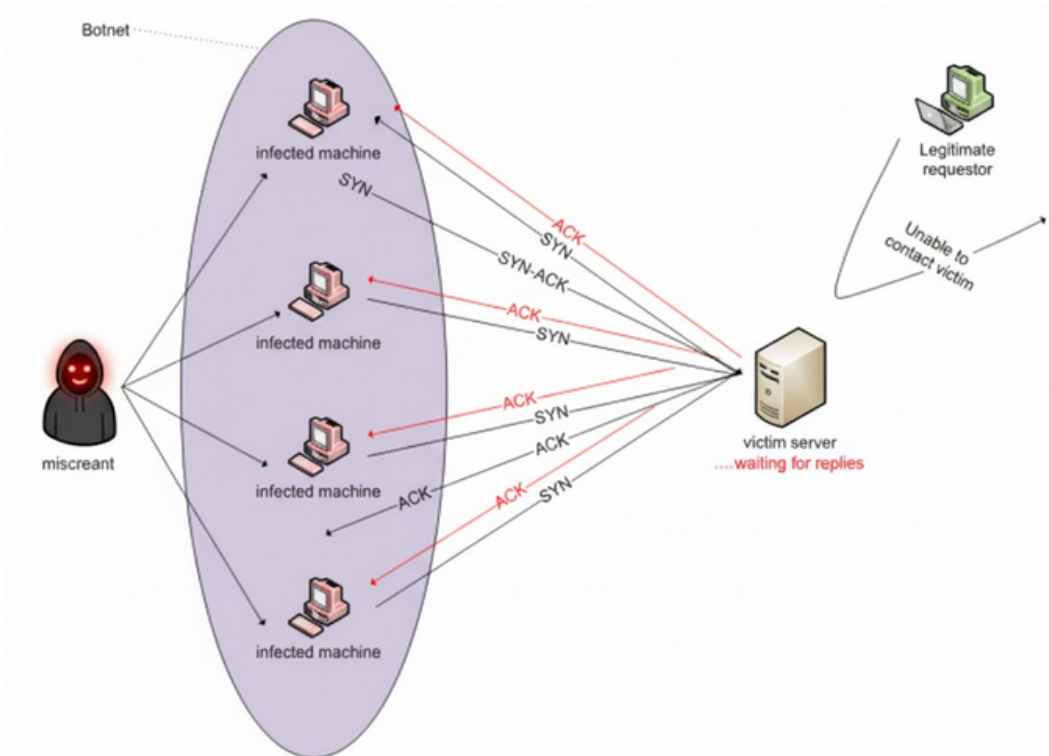 Botnet
infected machine
Legitimate
requestor
SYN
ACK
SYN
SYN-ACK
Unable to
contact victim
infected machine
ACK
SYN
miscreant
ACK
SYN
victim server
....waiting for replies
infected machine
ACK
ACK
ACK
SYN
infected machine